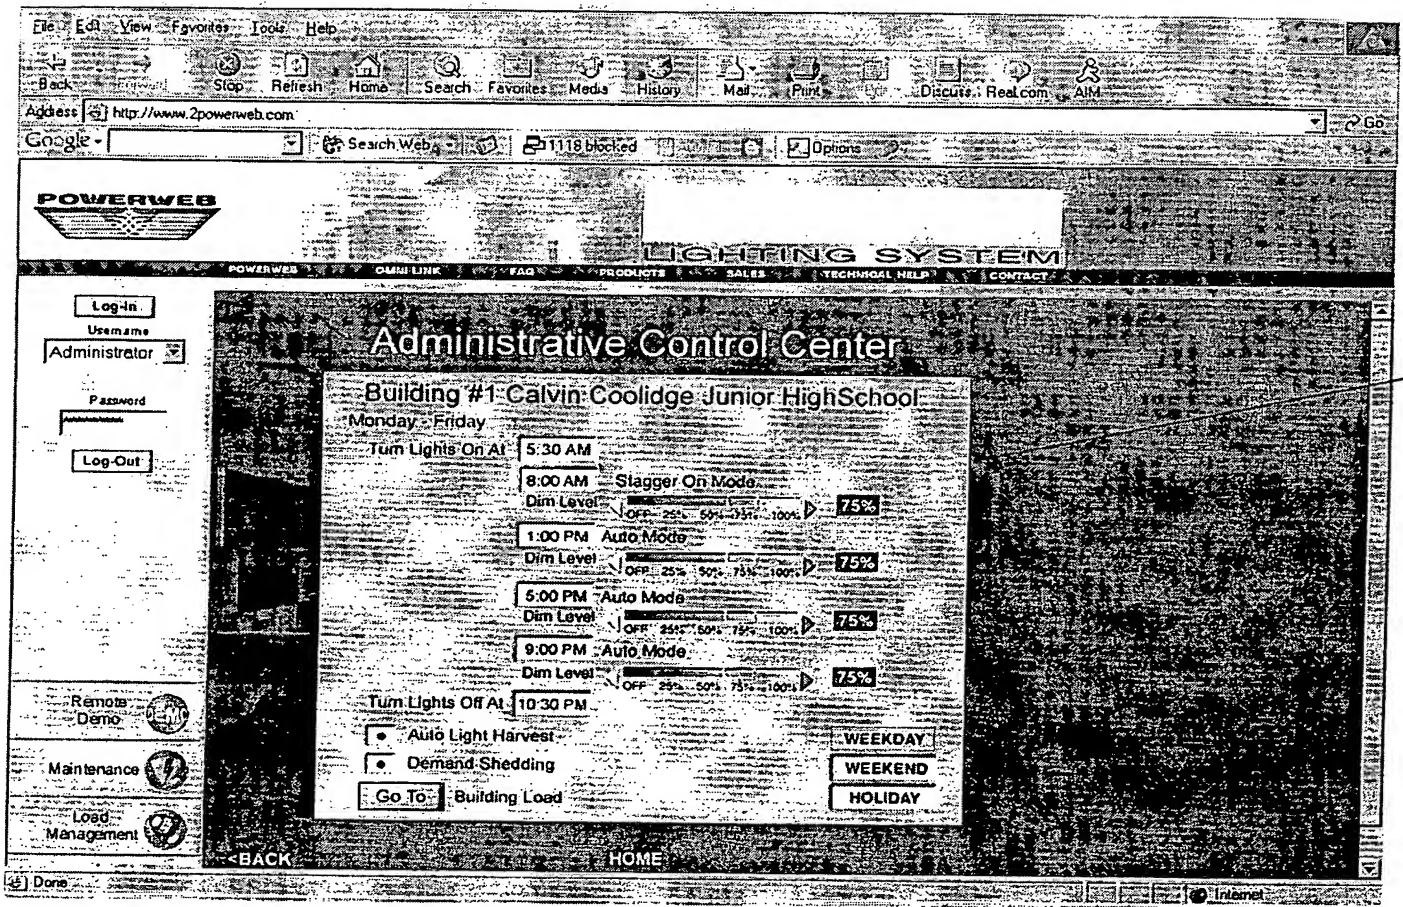 File Edit View Favorites Tools Help
Back Forward Stop Refresh Home Search Favorites Media History Mail Print Edit Discuss Real.com AIM
Address http://www.2powerweb.com Go
Google Search Web 1118 blocked Options
POWERWEB
LIGHTING SYSTEM
POWERWEB OMNI-LINK FAQ PRODUCTS SALES TECHNICAL HELP CONTACT
Log-In
Username
Administrator
Password
Log-Out
Remote
Demo
Maintenance
Load
Management
Administrative Control Center
Building #1 Calvin Coolidge Junior HighSchool
Monday - Friday
Turn Lights On At 5:30 AM
8:00 AM Stagger On Mode
Dim Level OFF 25% 50% 75% 100% 75%
1:00 PM Auto Mode
Dim Level OFF 25% 50% 75% 100% 75%
5:00 PM Auto Mode
Dim Level OFF 25% 50% 75% 100% 75%
9:00 PM Auto Mode
Dim Level OFF 25% 50% 75% 100% 75%
Turn Lights Off At 10:30 PM
Auto Light Harvest WEEKDAY
Demand Shedding WEEKEND
Go To Building Load HOLIDAY
<BACK HOME
Done Internet